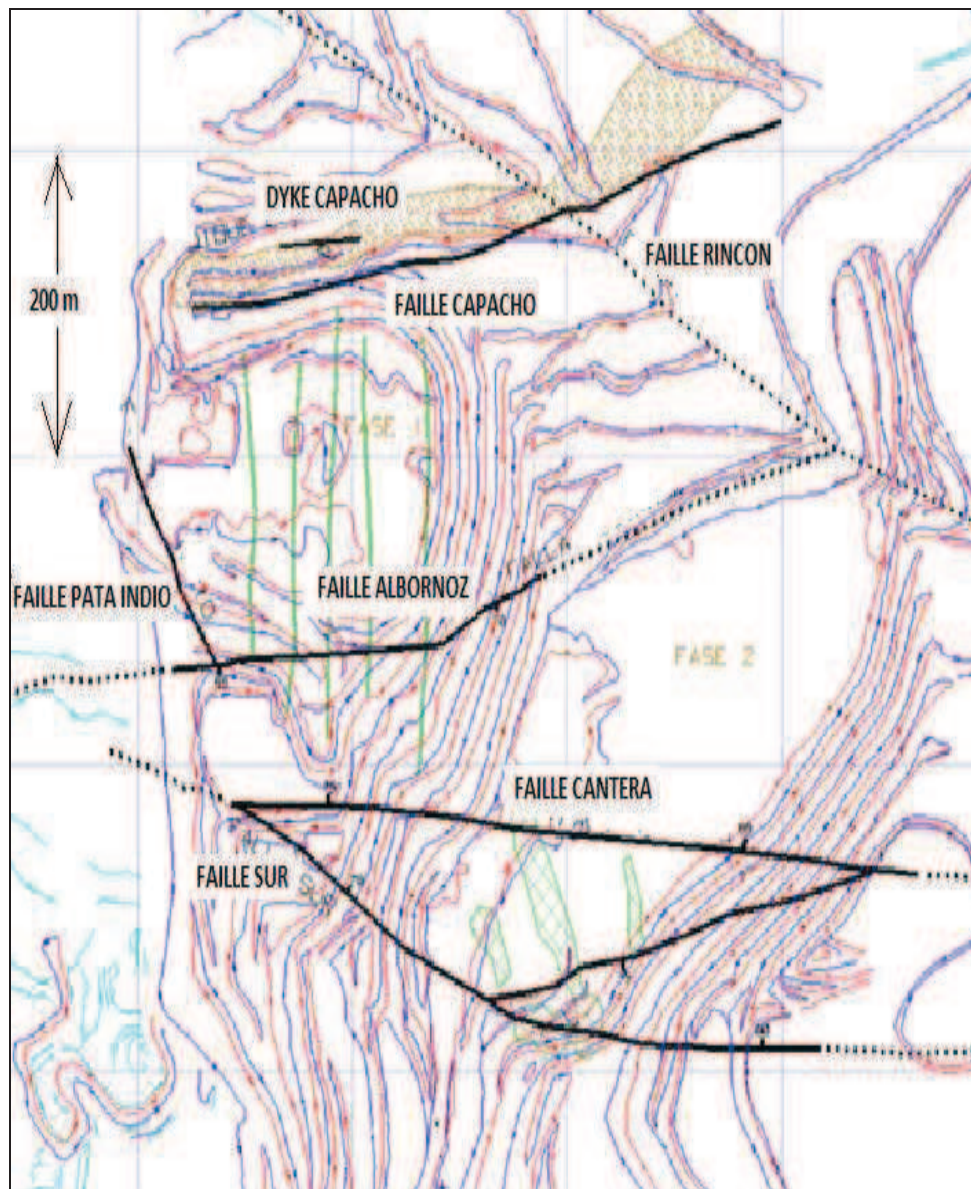 DYKE CAPACHO
FAILLE RINCON
200 m
FAILLE CAPACHO
FASE 1
FAILLE PATA INDIO
FAILLE ALBORNOZ
FASE 2
FAILLE CANTERA
FAILLE SUR